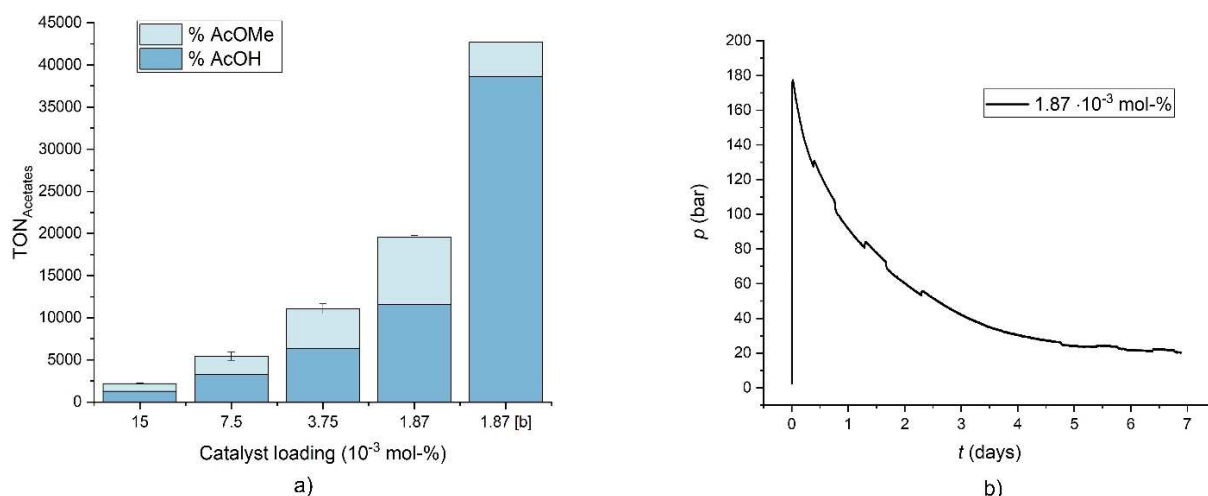 45000
40000
35000
30000
25000
20000
15000
10000
5000
0
TON_Acetates
% AcOMe
% AcOH
15 7.5 3.75 1.87 1.87 [b]
Catalyst loading (10⁻³ mol-%)
a)
200
180
160
140
120
100
80
60
40
20
0
p (bar)
1.87 ·10⁻³ mol-%
0 1 2 3 4 5 6 7
t (days)
b)